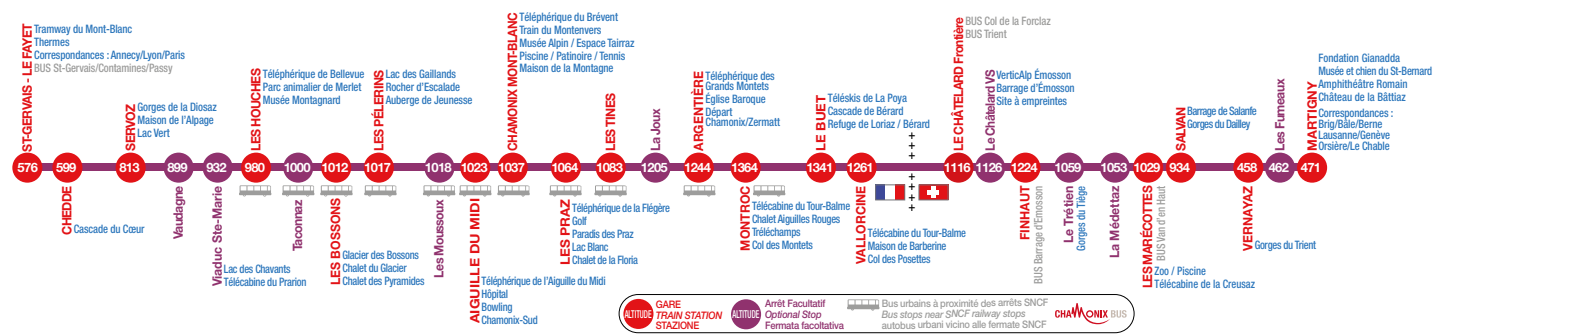 ST-GERVAIS - LE FAYET
Tramway du Mont-Blanc
Thermes
Correspondances : Annecy/Lyon/Paris
BUS St-Gervais/Contamines/Passy
576
599
CHEDDE
Cascade du Cœur
SERVOZ
Gorges de la Diosaz
Maison de l'Alpage
Lac Vert
813
899
Vaudagne
932
Viaduc Ste-Marie
Lac des Chavants
Télécabine du Prarion
LES HOUCHES
Téléphérique de Bellevue
Parc animalier de Merlet
Musée Montagnard
980
1000
Taconnaz
1012
LES BOSSONS
Glacier des Bossons
Chalet du Glacier
Chalet des Pyramides
LES PÉLERINS
Lac des Gaillands
Rocher d'Escalade
Auberge de Jeunesse
1017
1018
Les Moussoux
1023
AIGUILLE DU MIDI
Téléphérique de l'Aiguille du Midi
Hôpital
Bowling
Chamonix-Sud
CHAMONIX MONT-BLANC
Téléphérique du Brévent
Train du Montenvers
Musée Alpin / Espace Tairraz
Piscine / Patinoire / Tennis
Maison de la Montagne
1037
1064
LES PRAZ
Téléphérique de la Flégère
Golf
Paradis des Praz
Lac Blanc
Chalet de la Floria
LES TINES
1083
La Joux
1205
ARGENTIÈRE
Téléphérique des
Grands Montets
Église Baroque
Départ
Chamonix/Zermatt
1244
1364
MONTROC
Télécabine du Tour-Balme
Chalet Aiguilles Rouges
Tréléchamps
Col des Montets
LE BUET
Téléskis de La Poya
Cascade de Bérard
Refuge de Loriaz / Bérard
1341
1261
VALLORCINE
Télécabine du Tour-Balme
Maison de Barberine
Col des Posettes
LE CHÂTELARD Frontière
BUS Col de la Forclaz
BUS Trient
1116
Le Châtelard VS
VerticAlp Émosson
Barrage d'Émosson
Site à empreintes
1126
1224
FINHAUT
BUS Barrage d'Emosson
1059
Le Trétien
Gorges du Tiège
1053
La Médettaz
1029
LES MARÉCOTTES
BUS Van d'en Haut
Zoo / Piscine
Télécabine de la Creusaz
SALVAN
Barrage de Salanfe
Gorges du Dailley
934
458
VERNAYAZ
Gorges du Trient
Les Fumeaux
462
MARTIGNY
Fondation Gianadda
Musée et chien du St-Bernard
Amphithéâtre Romain
Château de la Bâttiaz
Correspondances :
Brig/Bâle/Berne
Lausanne/Genève
Orsière/Le Chable
471
ALTITUDE
GARE
TRAIN STATION
STAZIONE
ALTITUDE
Arrêt Facultatif
Optional Stop
Fermata facoltativa
Bus urbains à proximité des arrêts SNCF
Bus stops near SNCF railway stops
autobus urbani vicino alle fermate SNCF
CHAMONIX BUS